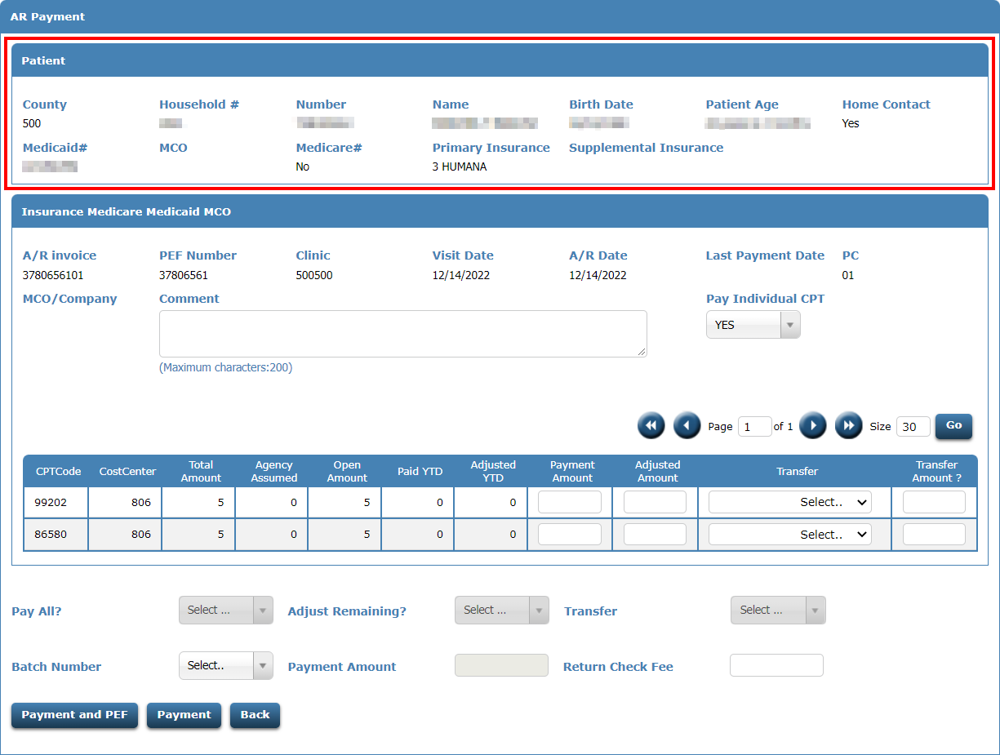 AR Payment
Patient
County Household # Number Name Birth Date Patient Age Home Contact
500 Yes
Medicaid# MCO Medicare# Primary Insurance Supplemental Insurance
No 3 HUMANA
Insurance Medicare Medicaid MCO
A/R invoice PEF Number Clinic Visit Date A/R Date Last Payment Date PC
3780656101 37806561 500500 12/14/2022 12/14/2022 01
MCO/Company Comment Pay Individual CPT
YES
(Maximum characters:200)
Page 1 of 1 Size 30 Go
CPTCode CostCenter Total Amount Agency Assumed Open Amount Paid YTD Adjusted YTD Payment Amount Adjusted Amount Transfer Transfer Amount ?
99202 806 5 0 5 0 0 Select..
86580 806 5 0 5 0 0 Select..
Pay All? Select ... Adjust Remaining? Select ... Transfer Select ...
Batch Number Select.. Payment Amount Return Check Fee
Payment and PEF Payment Back